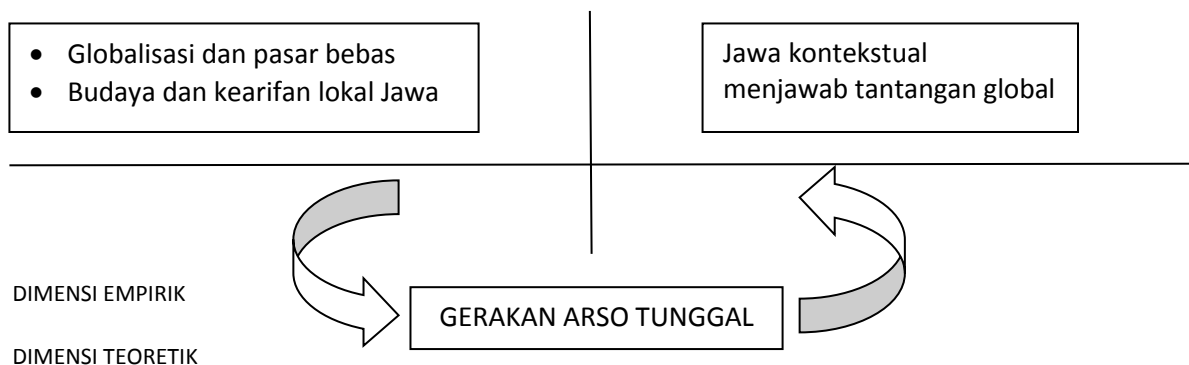 • Globalisasi dan pasar bebas
• Budaya dan kearifan lokal Jawa
Jawa kontekstual
menjawab tantangan global
DIMENSI EMPIRIK
GERAKAN ARSO TUNGGAL
DIMENSI TEORETIK